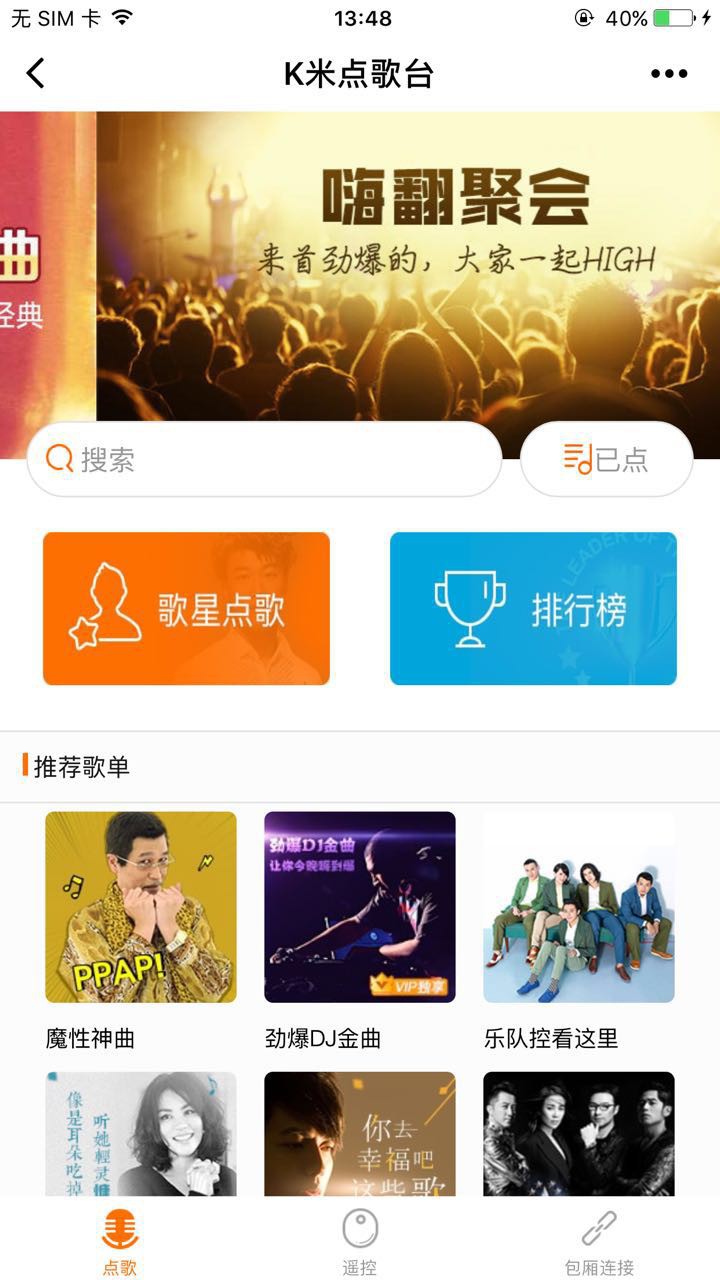 无 SIM 卡
13:48
40%
K米点歌台
曲
经典
嗨翻聚会
来首劲爆的，大家一起HIGH
搜索
已点
歌星点歌
LEADER OF T
排行榜
推荐歌单
PPAP!
劲爆DJ金曲
让你今晚嗨到爆
VIP独享
魔性神曲
劲爆DJ金曲
乐队控看这里
像是耳朵吃掉
听她轻灵
你去
幸福吧
这些歌
点歌
遥控
包厢连接